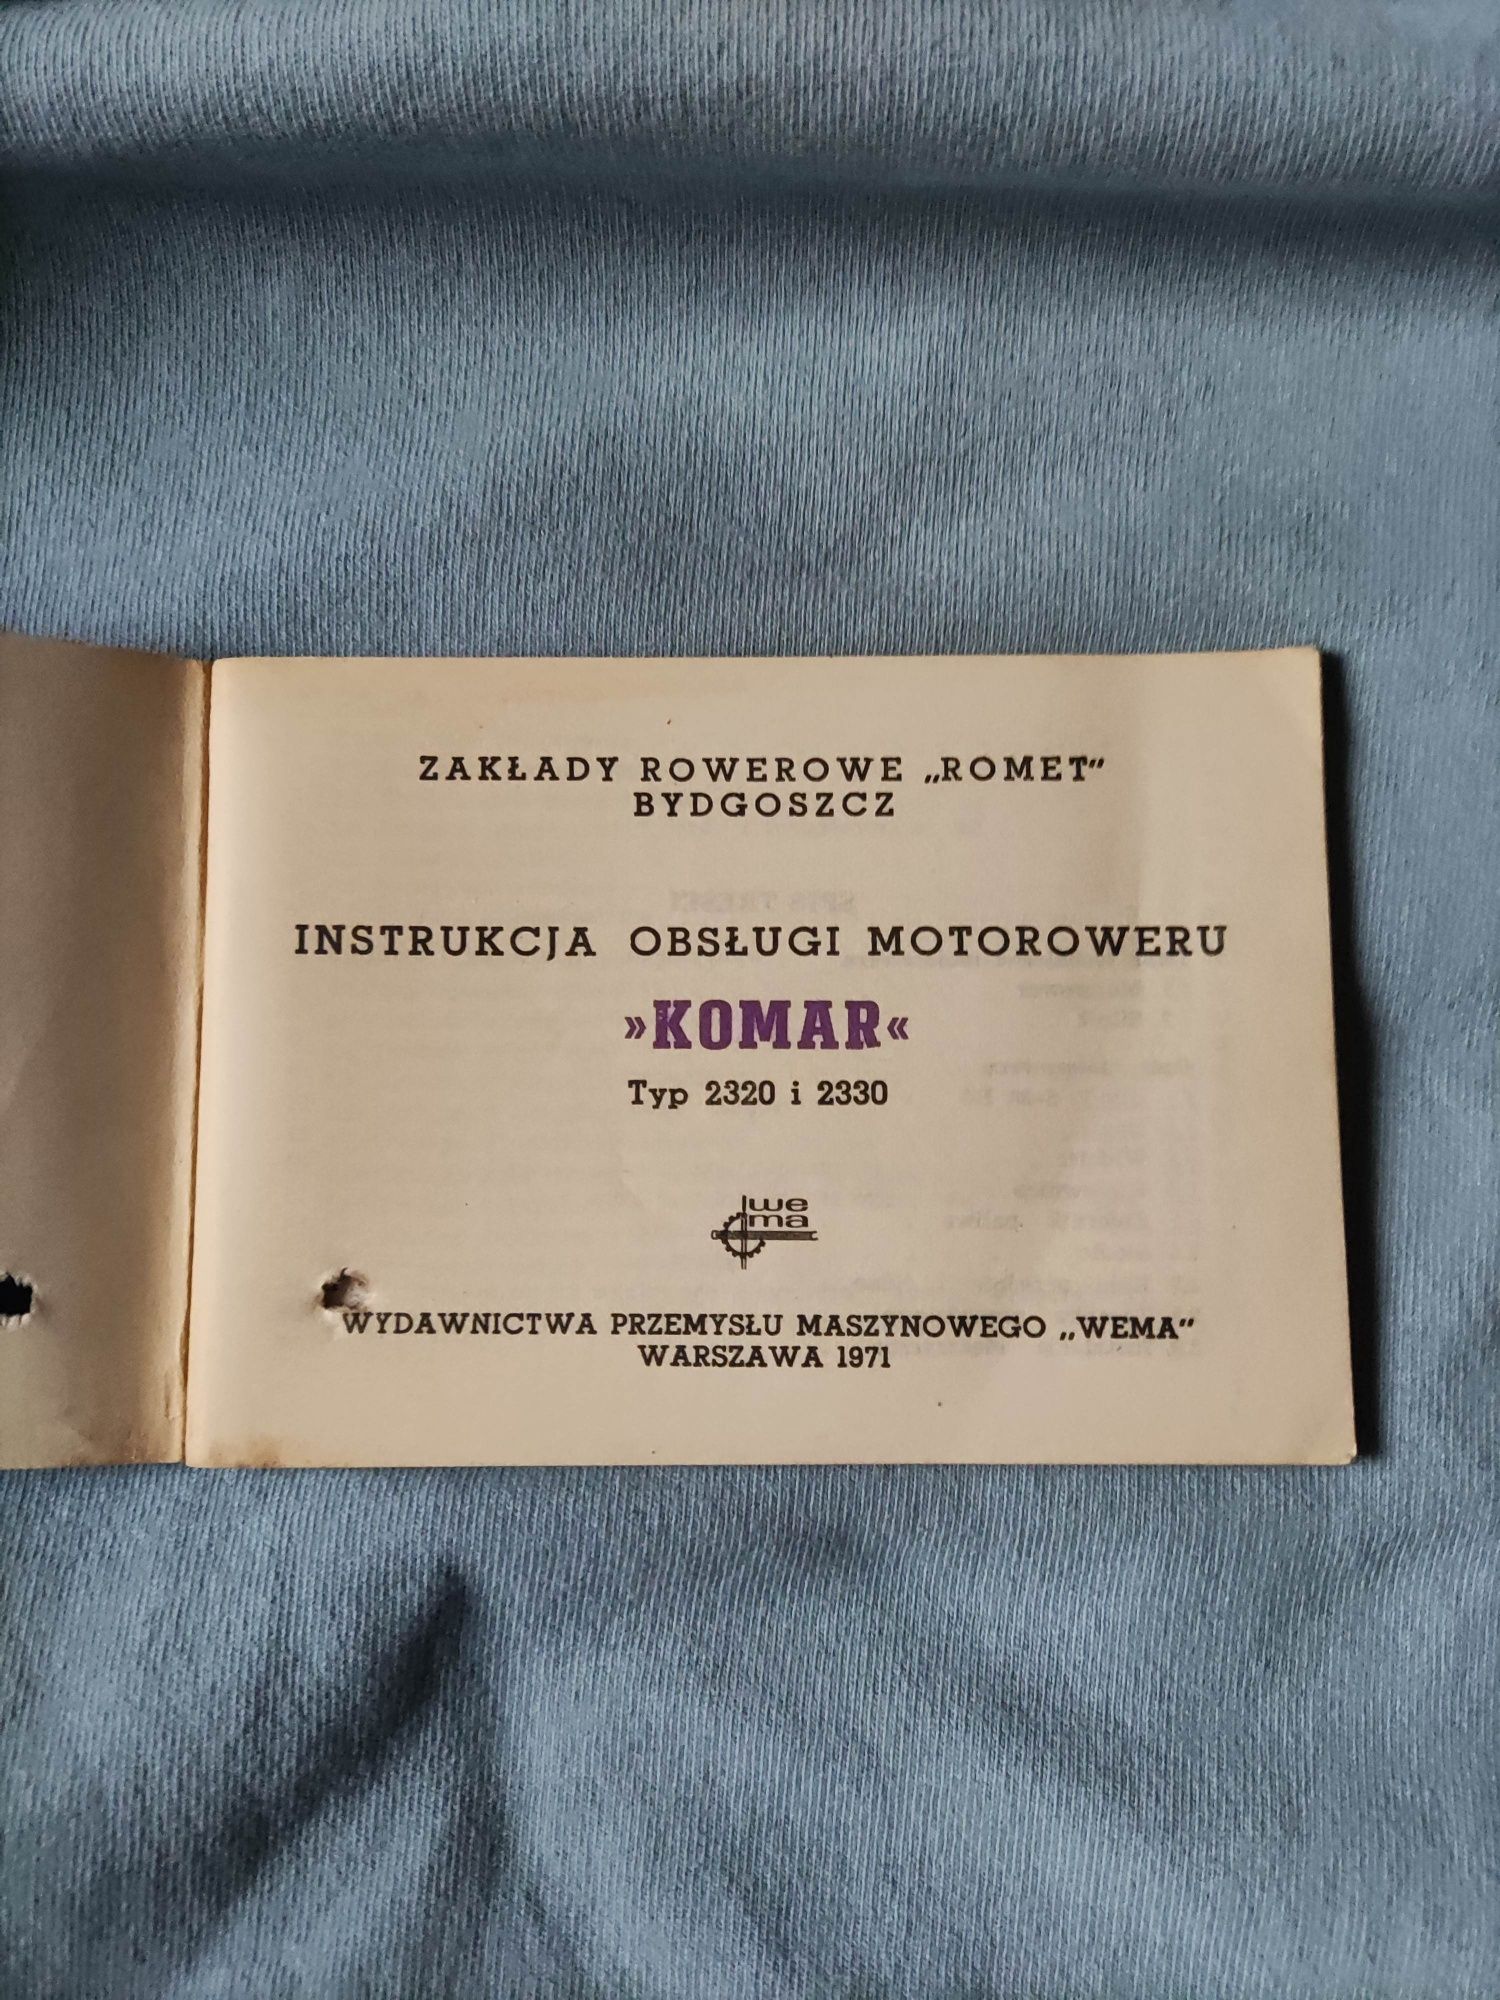 ZAKŁADY ROWEROWE „ROMET”
BYDGOSZCZ
INSTRUKCJA OBSŁUGI MOTOROWERU
»KOMAR«
Typ 2320 i 2330
we
ma
WYDAWNICTWA PRZEMYSŁU MASZYNOWEGO „WEMA”
WARSZAWA 1971